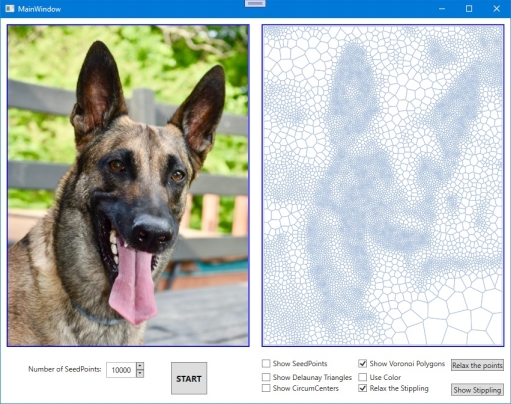 MainWindow
Number of SeedPoints: 10000
START
Show SeedPoints
Show Voronoi Polygons
Relax the points
Show Delaunay Triangles
Use Color
Show CircumCenters
Relax the Stippling
Show Stippling